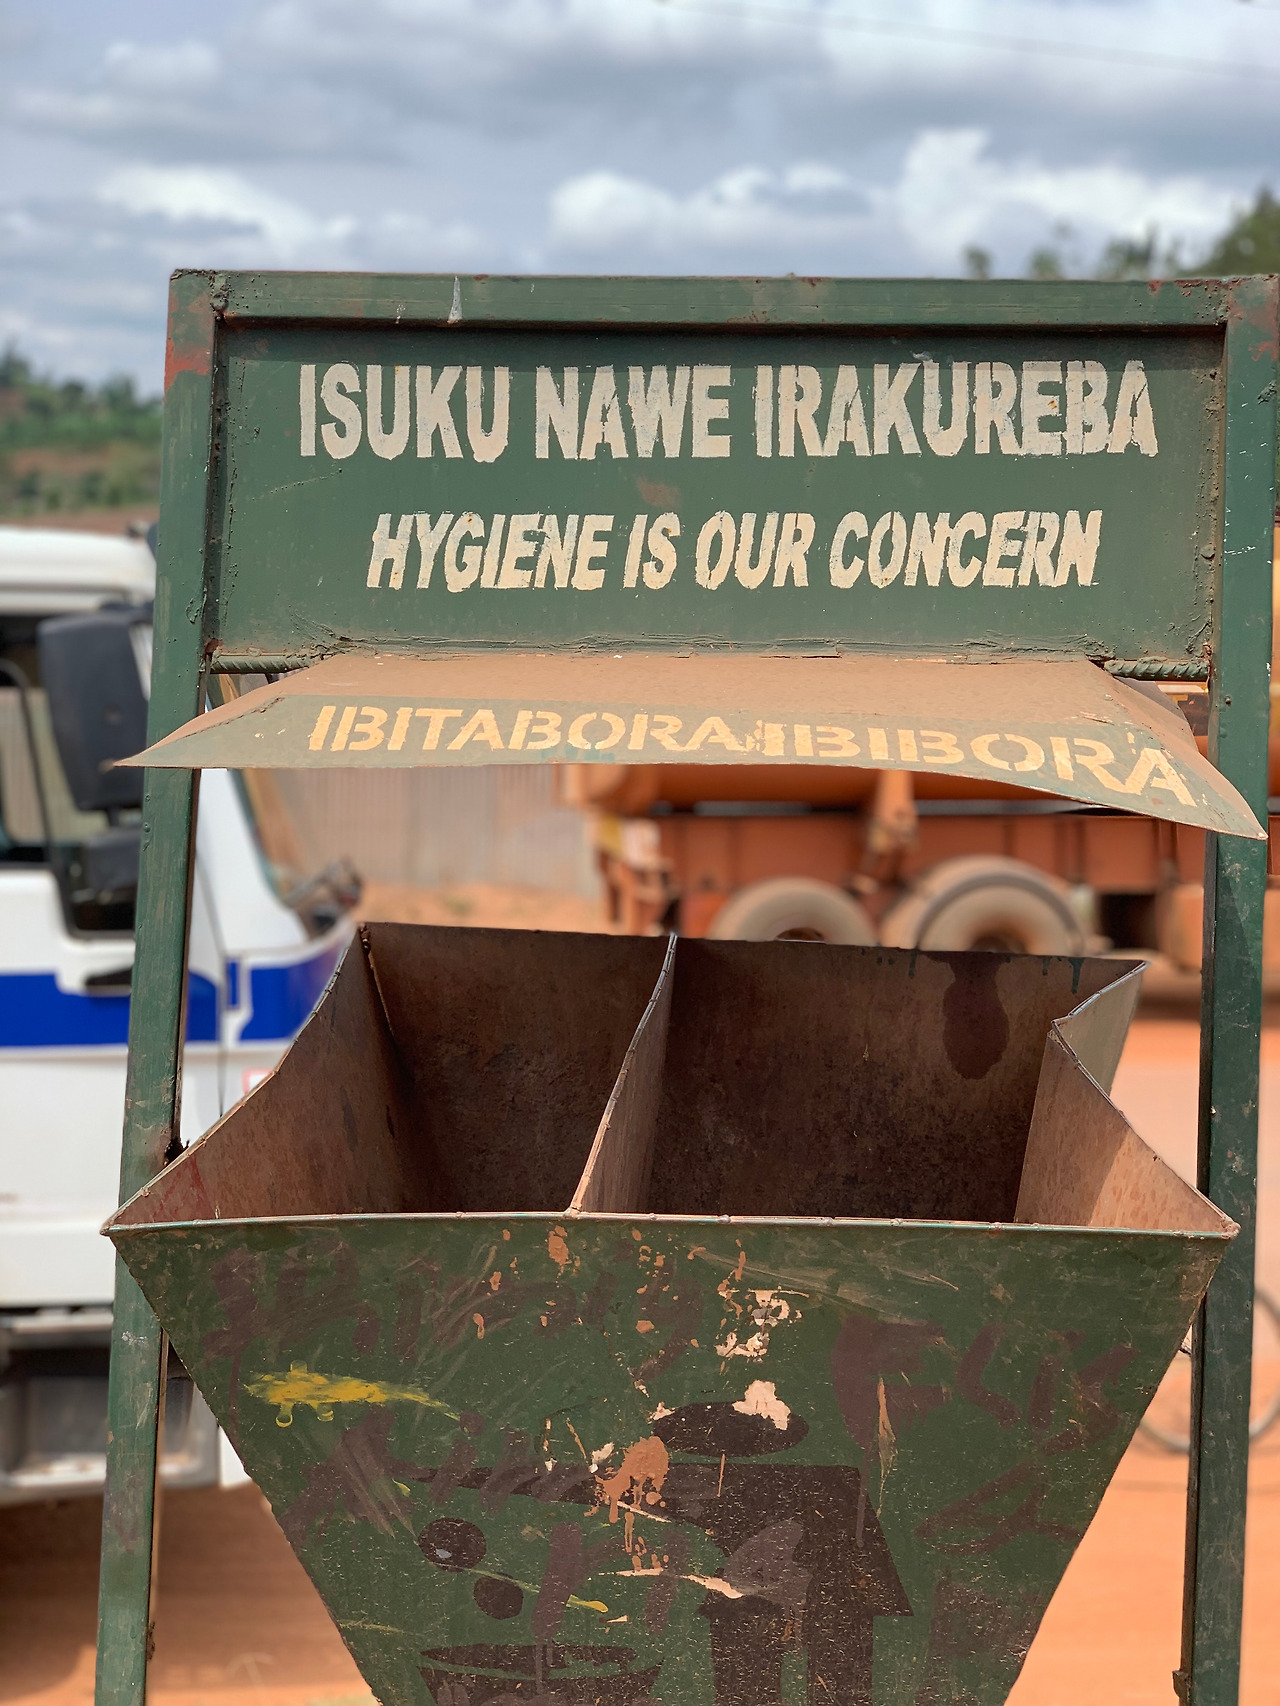 ISUKU NAWE IRAKUREBA
HYGIENE IS OUR CONCERN
IBITABORA IBIBORA